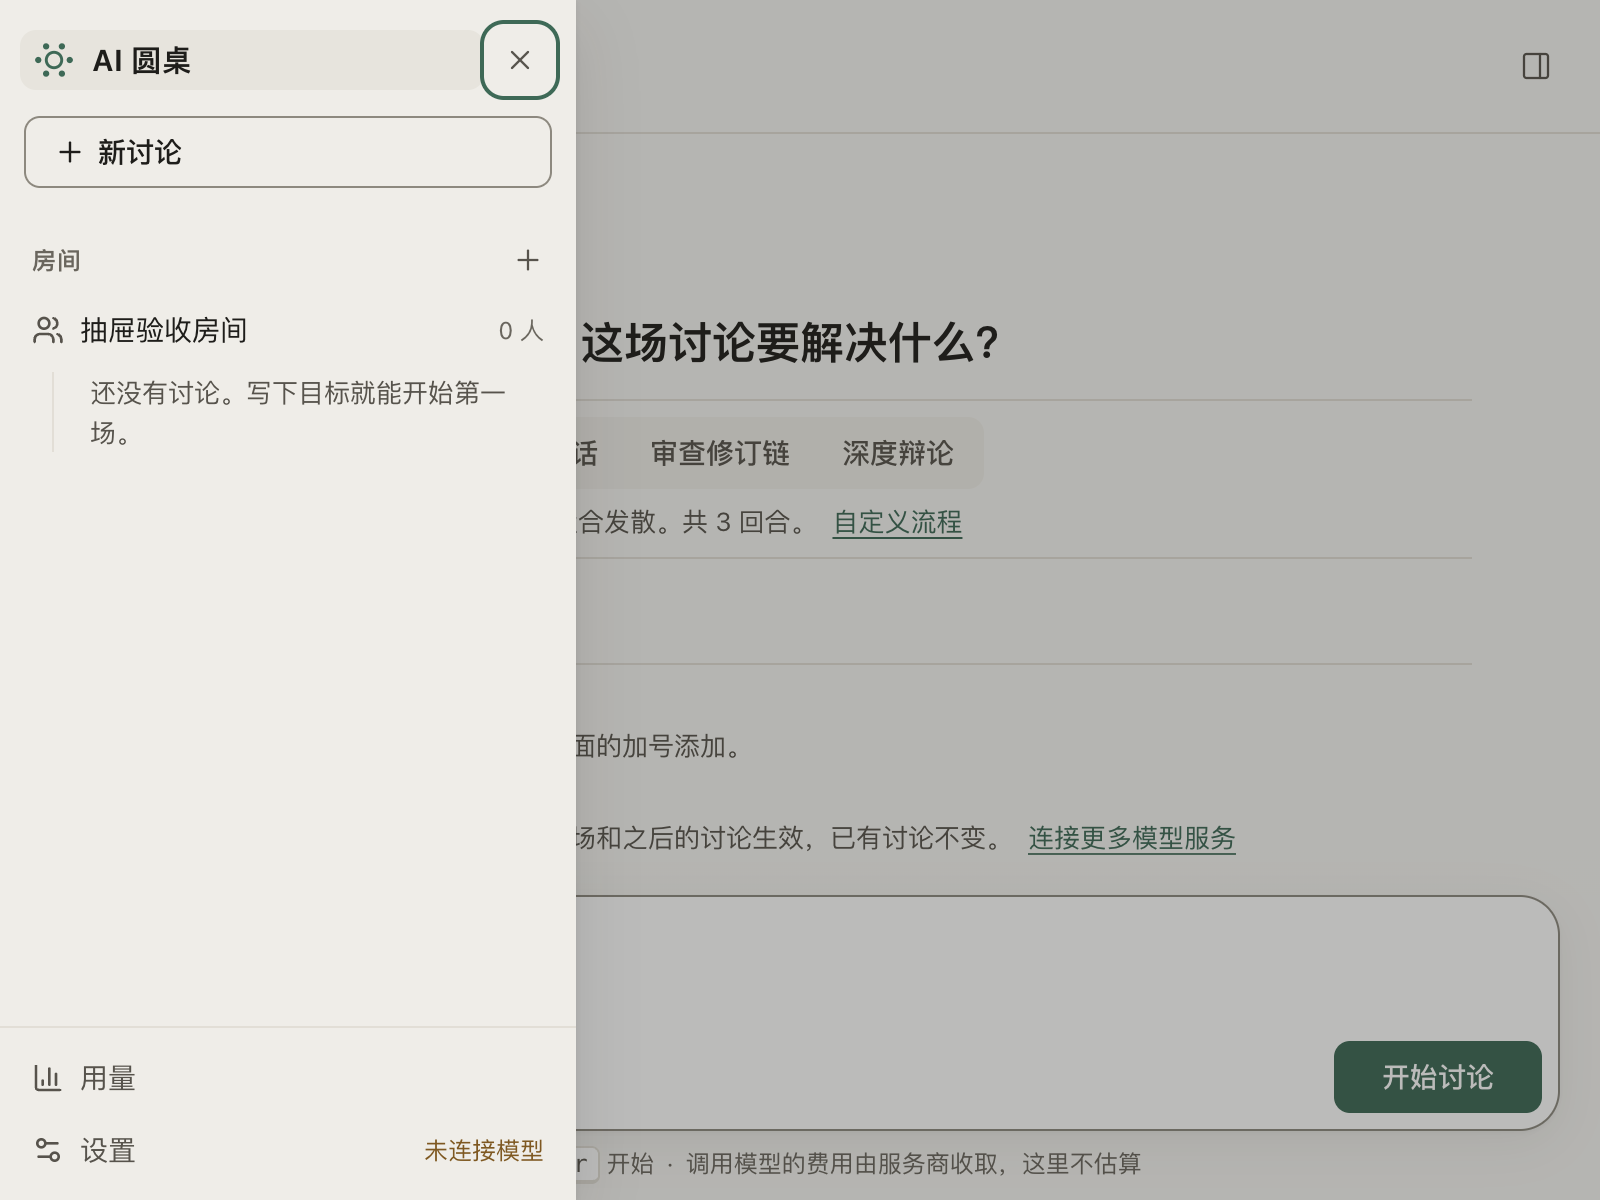 AI 圆桌
新讨论
房间
抽屉验收房间
0 人
还没有讨论。写下目标就能开始第一
场。
用量
设置
未连接模型
这场讨论要解决什么?
话
审查修订链
深度辩论
合发散。共 3 回合。 自定义流程
面的加号添加。
场和之后的讨论生效，已有讨论不变。 连接更多模型服务
开始讨论
r 开始 · 调用模型的费用由服务商收取，这里不估算